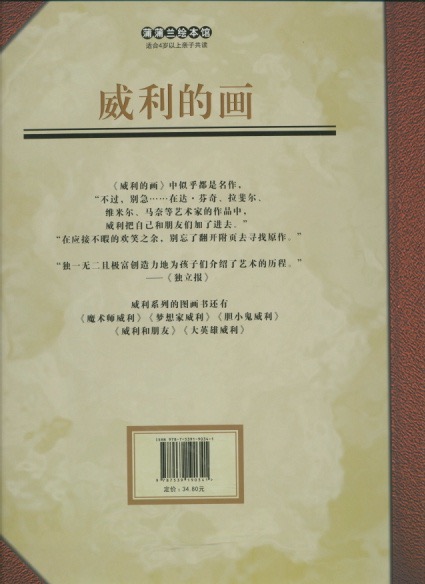 蒲蒲兰绘本馆
适合4岁以上亲子共读
威利的画
《威利的画》中似乎都是名作，
“不过，别急……在达·芬奇、拉斐尔、
维米尔、马奈等艺术家的作品中，
威利把自己和朋友们加了进去。”
“在应接不暇的欢笑之余，别忘了翻开附页去寻找原作。”
“独一无二且极富创造力地为孩子们介绍了艺术的历程。”
——《独立报》
威利系列的图画书还有
《魔术师威利》《梦想家威利》《胆小鬼威利》
《威利和朋友》《大英雄威利》
定价：34.80元